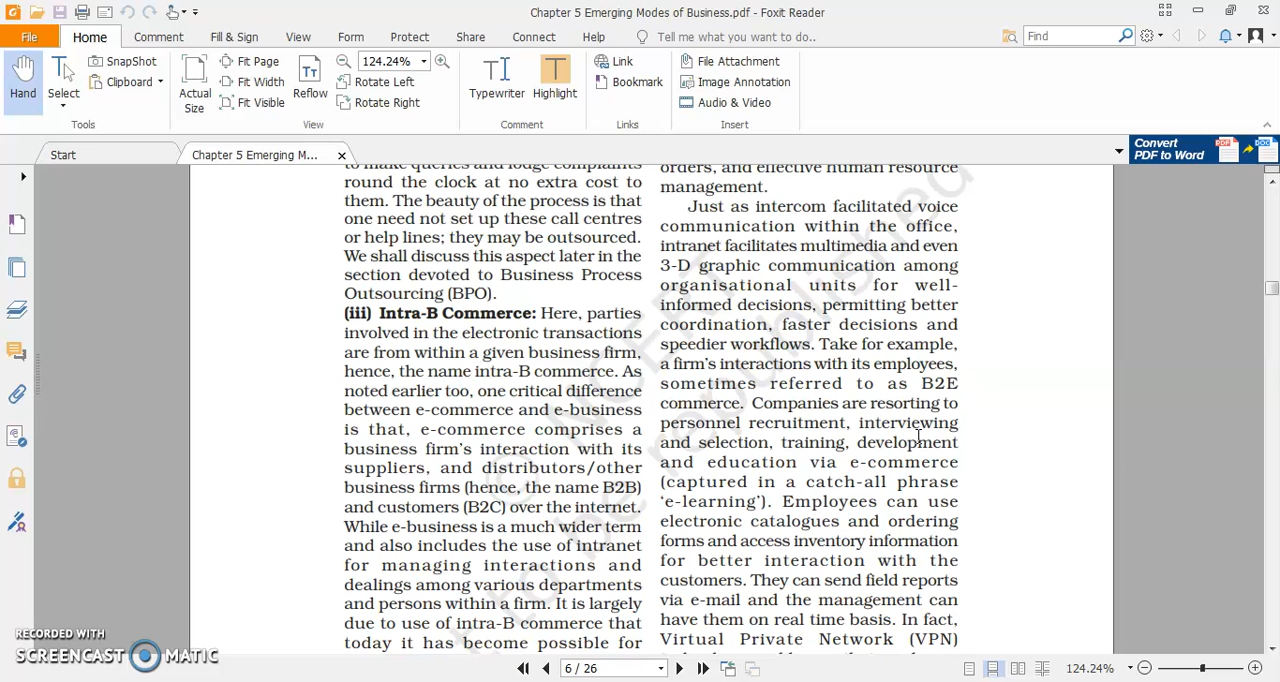 Chapter 5 Emerging Modes of Business.pdf - Foxit Reader
File
Home
Comment
Fill & Sign
View
Form
Protect
Share
Connect
Help
Tell me what you want to do..
Find
Hand
Select
SnapShot
Clipboard
Actual
Size
Fit Page
Fit Width
Fit Visible
Reflow
124.24%
Rotate Left
Rotate Right
Typewriter
Highlight
Link
Bookmark
File Attachment
Image Annotation
Audio & Video
Tools
View
Comment
Links
Insert
Start
Chapter 5 Emerging M...
Convert
PDF to Word
round the clock at no extra cost to
them. The beauty of the process is that
one need not set up these call centres
or help lines; they may be outsourced.
We shall discuss this aspect later in the
section devoted to Business Process
Outsourcing (BPO).
(iii) Intra-B Commerce: Here, parties
involved in the electronic transactions
are from within a given business firm,
hence, the name intra-B commerce. As
noted earlier too, one critical difference
between e-commerce and e-business
is that, e-commerce comprises a
business firm's interaction with its
suppliers, and distributors/other
business firms (hence, the name B2B)
and customers (B2C) over the internet.
While e-business is a much wider term
and also includes the use of intranet
for managing interactions and
dealings among various departments
and persons within a firm. It is largely
due to use of intra-B commerce that
today it has become possible for
orders, and effective human resource
management.
Just as intercom facilitated voice
communication within the office,
intranet facilitates multimedia and even
3-D graphic communication among
organisational units for well-
informed decisions, permitting better
coordination, faster decisions and
speedier workflows. Take for example,
a firm's interactions with its employees,
sometimes referred to as B2E
commerce. Companies are resorting to
personnel recruitment, interviewing
and selection, training, development
and education via e-commerce
(captured in a catch-all phrase
'e-learning'). Employees can use
electronic catalogues and ordering
forms and access inventory information
for better interaction with the
customers. They can send field reports
via e-mail and the management can
have them on real time basis. In fact,
Virtual Private Network (VPN)
© NCERT
to be republished
RECORDED WITH
SCREENCAST MATIC
6 / 26
124.24%